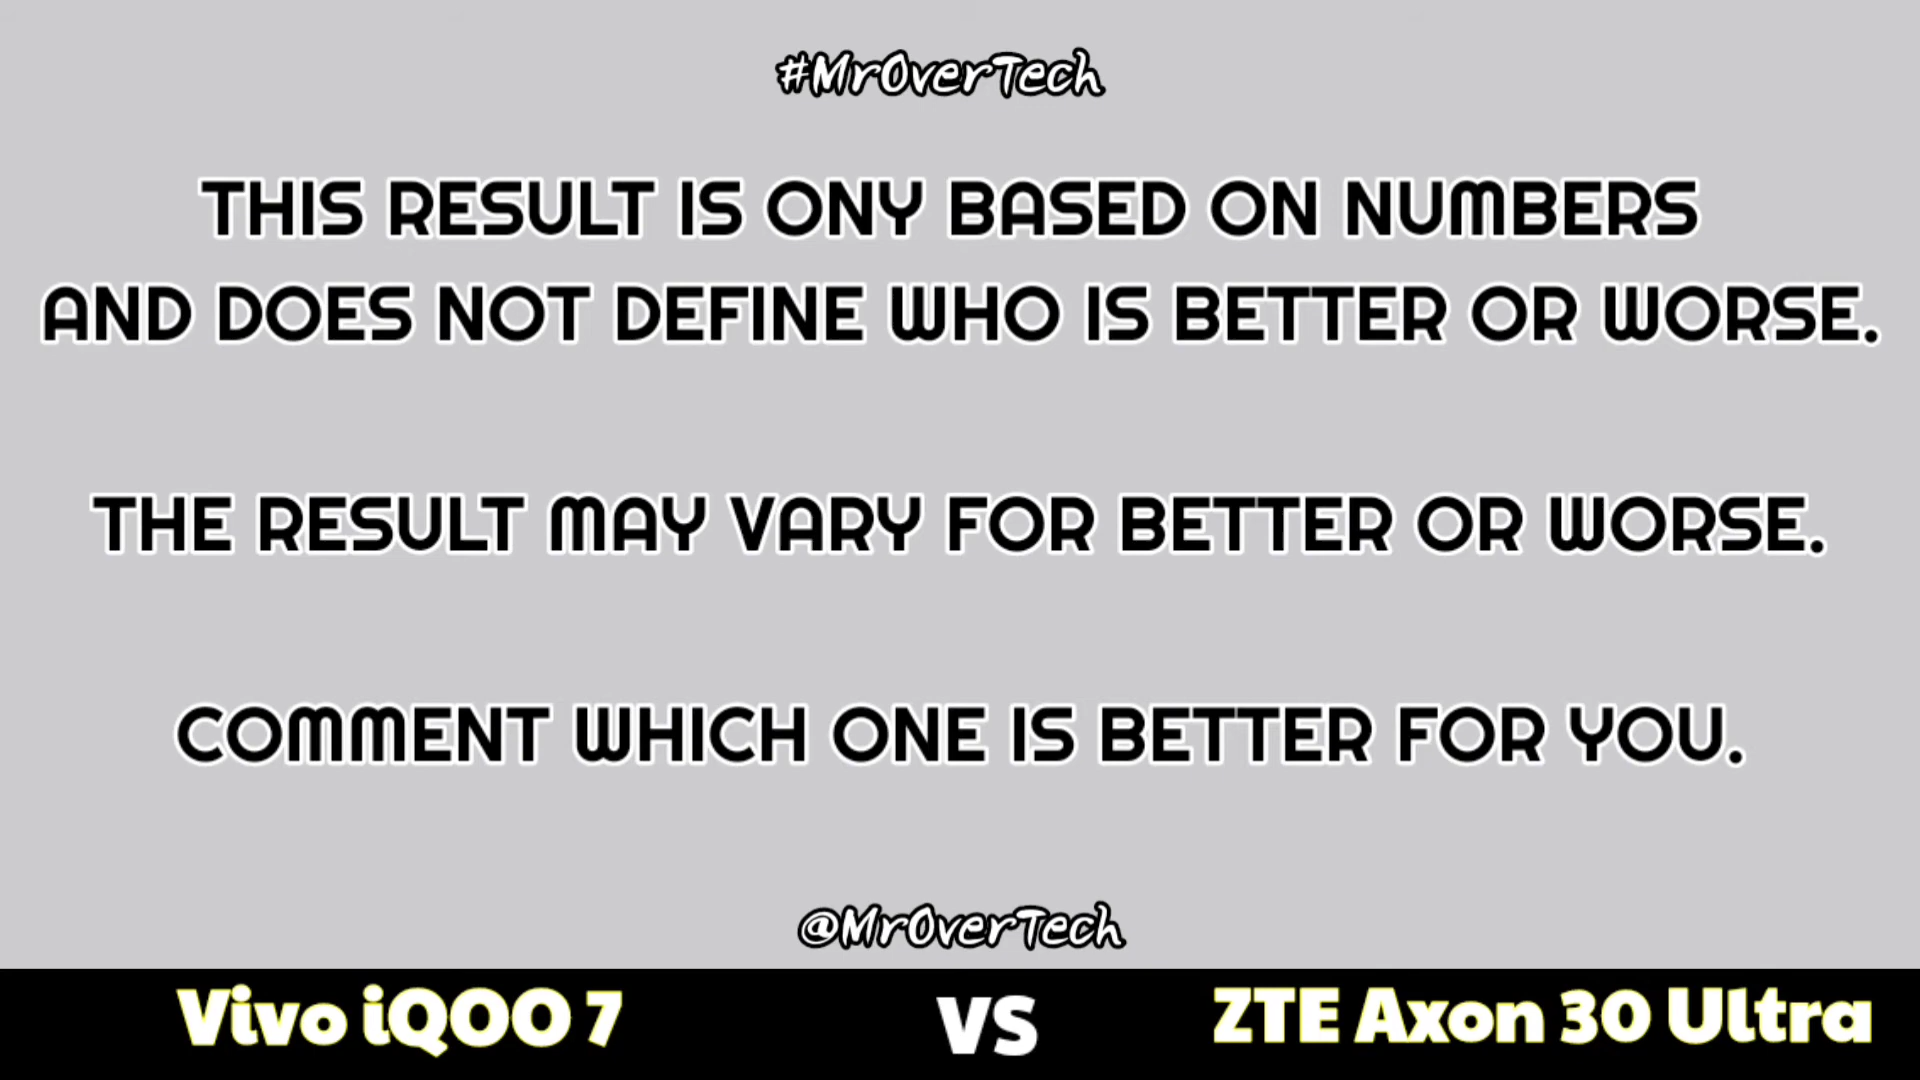 #MrOverTech
THIS RESULT IS ONY BASED ON NUMBERS
AND DOES NOT DEFINE WHO IS BETTER OR WORSE.
THE RESULT MAY VARY FOR BETTER OR WORSE.
COMMENT WHICH ONE IS BETTER FOR YOU.
@MrOverTech
Vivo iQOO 7 VS ZTE Axon 30 Ultra